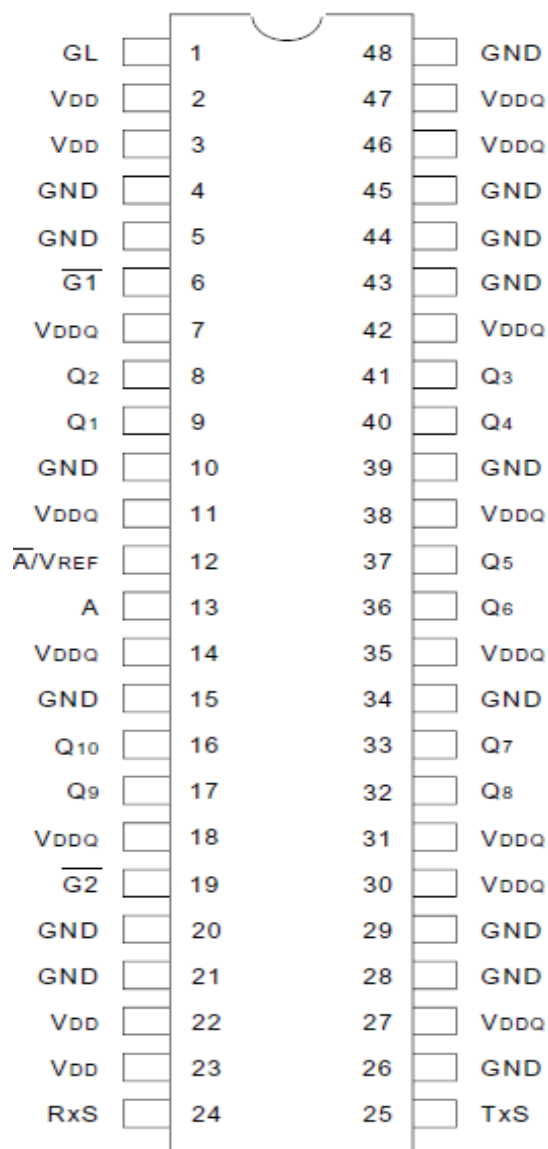 GL 1 48 GND
VDD 2 47 VDDQ
VDD 3 46 VDDQ
GND 4 45 GND
GND 5 44 GND
G̅1̅ 6 43 GND
VDDQ 7 42 VDDQ
Q2 8 41 Q3
Q1 9 40 Q4
GND 10 39 GND
VDDQ 11 38 VDDQ
A̅/VREF 12 37 Q5
A 13 36 Q6
VDDQ 14 35 VDDQ
GND 15 34 GND
Q10 16 33 Q7
Q9 17 32 Q8
VDDQ 18 31 VDDQ
G̅2̅ 19 30 VDDQ
GND 20 29 GND
GND 21 28 GND
VDD 22 27 VDDQ
VDD 23 26 GND
RxS 24 25 TxS